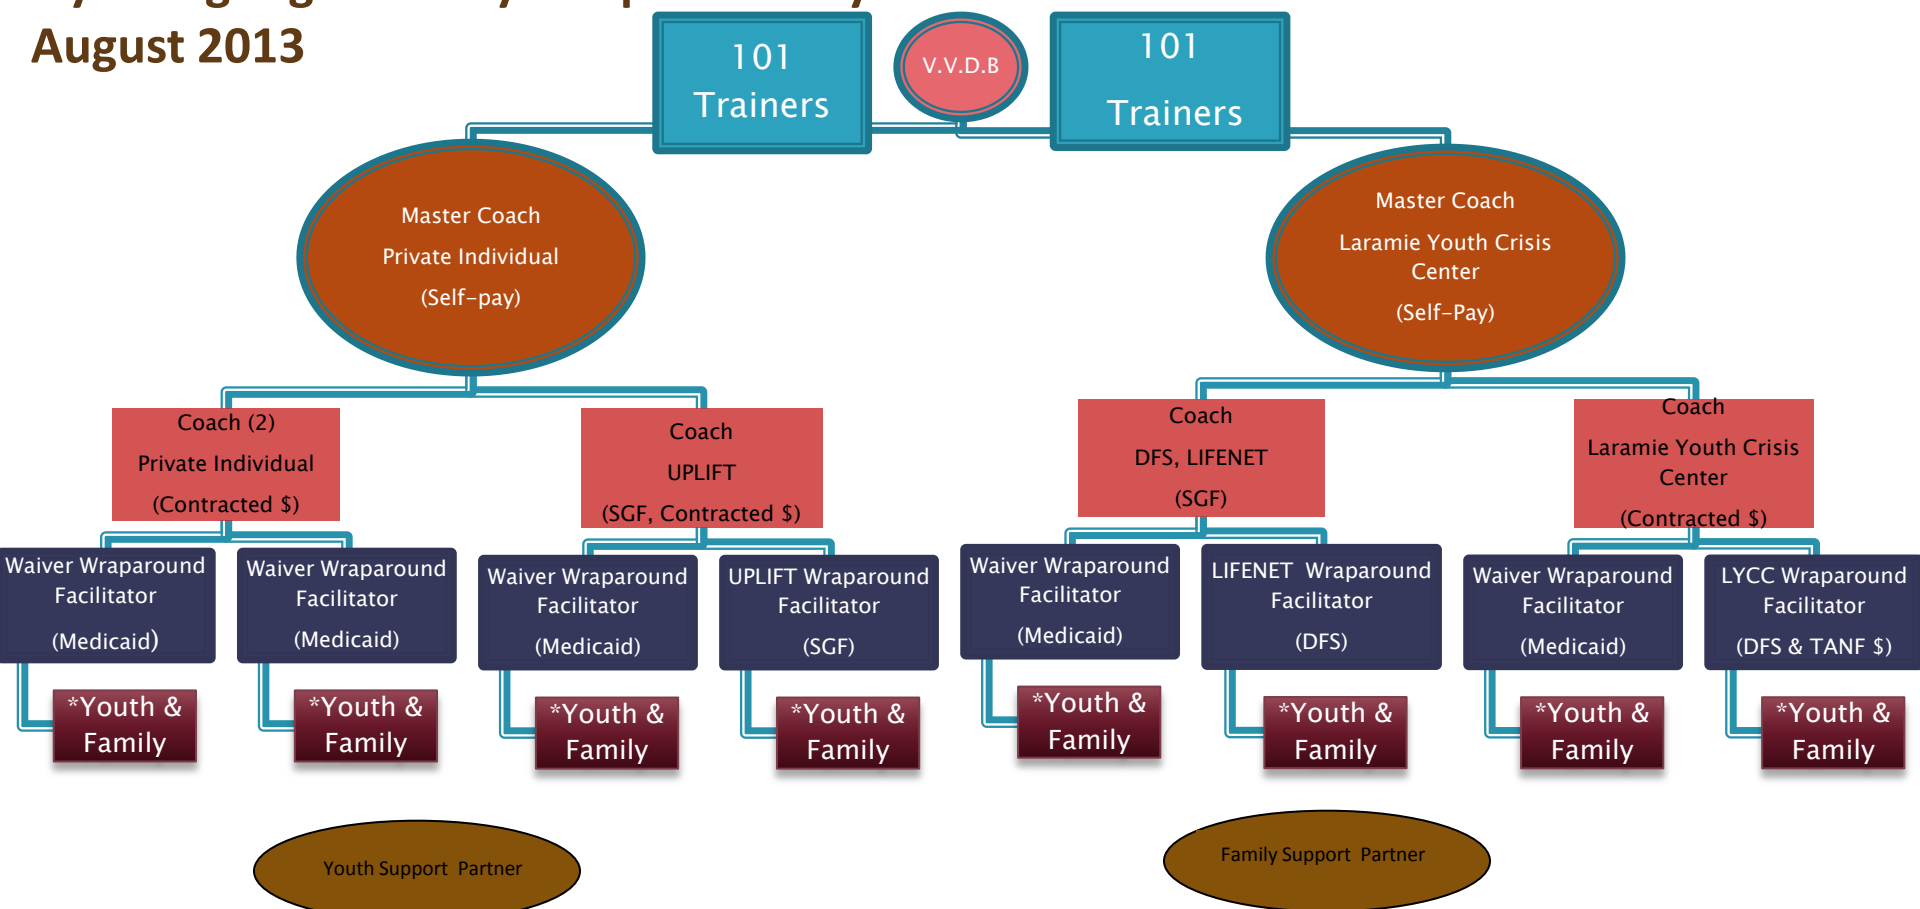 August 2013
101
Trainers
V.V.D.B
101
Trainers
Master Coach
Private Individual
(Self-pay)
Master Coach
Laramie Youth Crisis
Center
(Self-Pay)
Coach (2)
Private Individual
(Contracted $)
Coach
UPLIFT
(SGF, Contracted $)
Coach
DFS, LIFENET
(SGF)
Coach
Laramie Youth Crisis
Center
(Contracted $)
Waiver Wraparound
Facilitator
(Medicaid)
Waiver Wraparound
Facilitator
(Medicaid)
Waiver Wraparound
Facilitator
(Medicaid)
UPLIFT Wraparound
Facilitator
(SGF)
Waiver Wraparound
Facilitator
(Medicaid)
LIFENET Wraparound
Facilitator
(DFS)
Waiver Wraparound
Facilitator
(Medicaid)
LYCC Wraparound
Facilitator
(DFS & TANF $)
*Youth &
Family
*Youth &
Family
*Youth &
Family
*Youth &
Family
*Youth &
Family
*Youth &
Family
*Youth &
Family
*Youth &
Family
Youth Support Partner
Family Support Partner